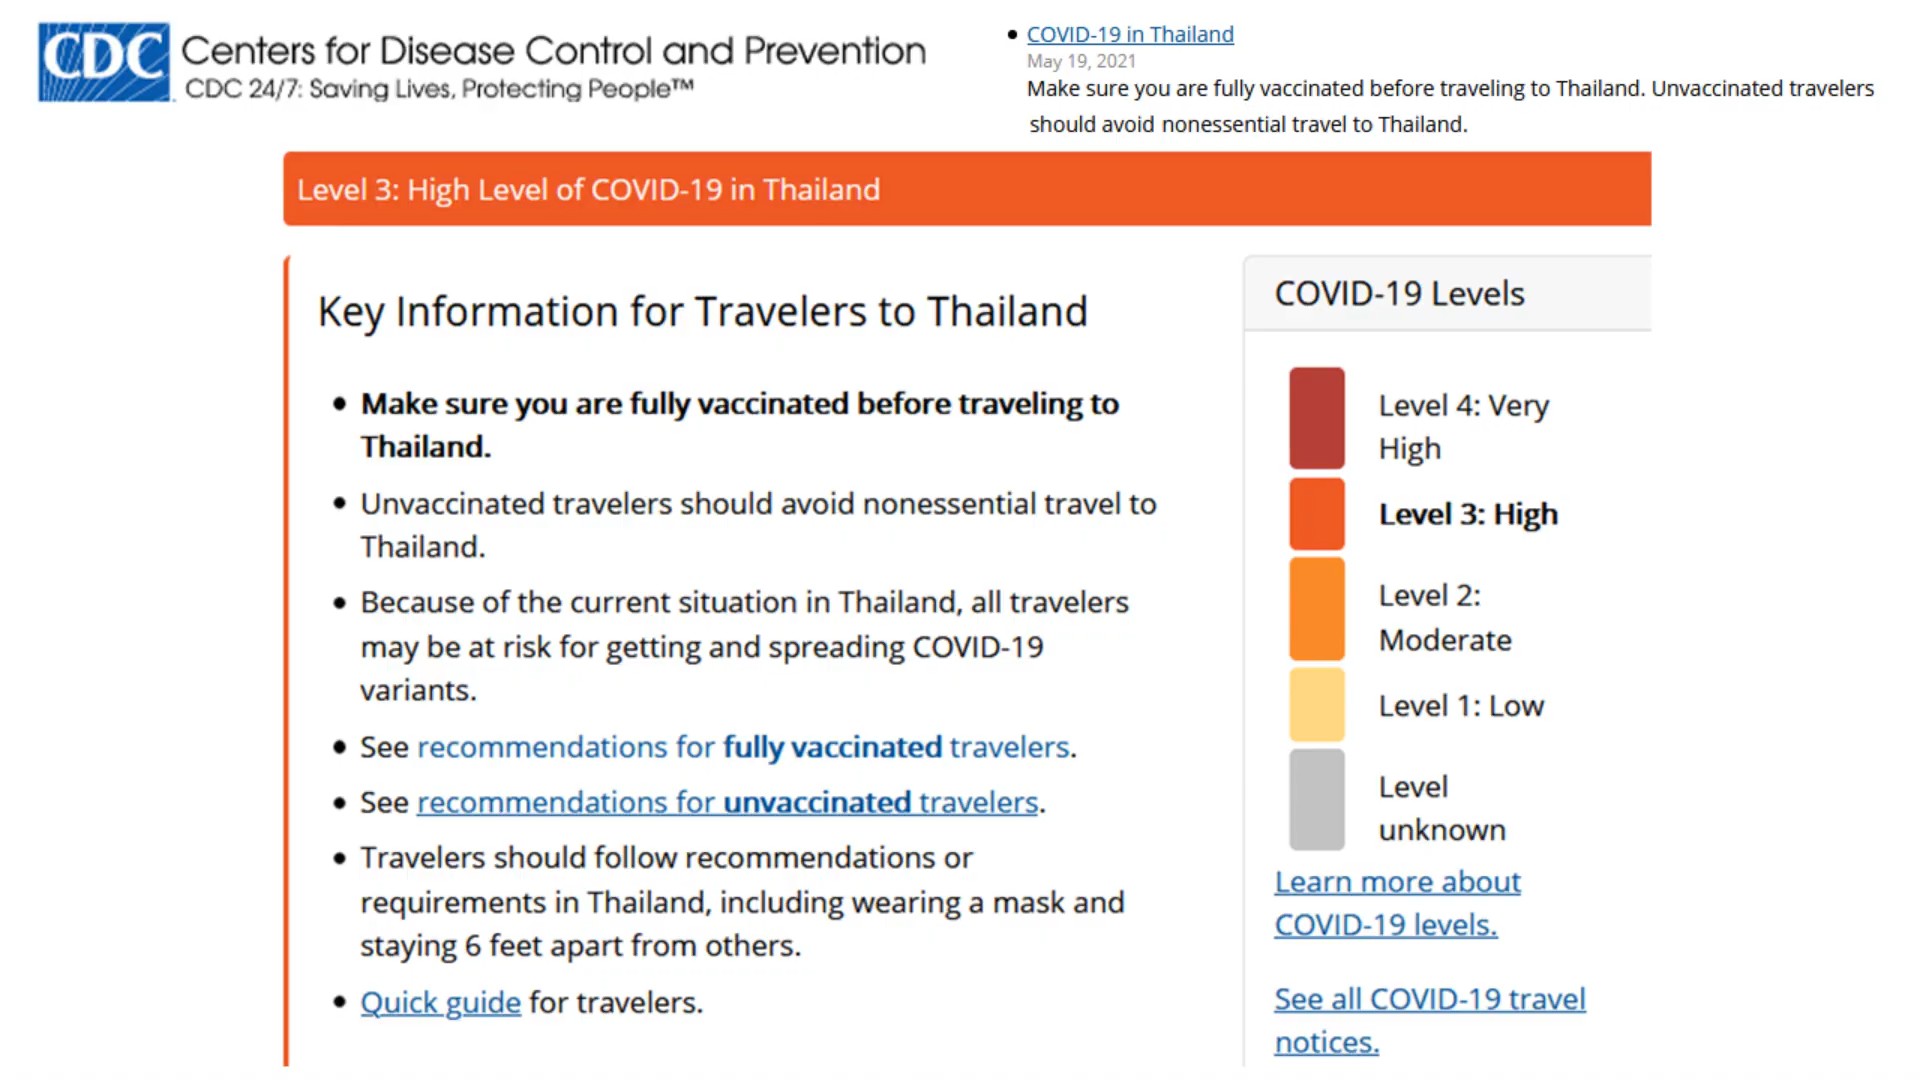 CDC Centers for Disease Control and Prevention
CDC 24/7: Saving Lives, Protecting People™
• COVID-19 in Thailand
May 19, 2021
Make sure you are fully vaccinated before traveling to Thailand. Unvaccinated travelers
should avoid nonessential travel to Thailand.
Level 3: High Level of COVID-19 in Thailand
Key Information for Travelers to Thailand
• Make sure you are fully vaccinated before traveling to
Thailand.
• Unvaccinated travelers should avoid nonessential travel to
Thailand.
• Because of the current situation in Thailand, all travelers
may be at risk for getting and spreading COVID-19
variants.
• See recommendations for fully vaccinated travelers.
• See recommendations for unvaccinated travelers.
• Travelers should follow recommendations or
requirements in Thailand, including wearing a mask and
staying 6 feet apart from others.
• Quick guide for travelers.
COVID-19 Levels
Level 4: Very
High
Level 3: High
Level 2:
Moderate
Level 1: Low
Level
unknown
Learn more about
COVID-19 levels.
See all COVID-19 travel
notices.